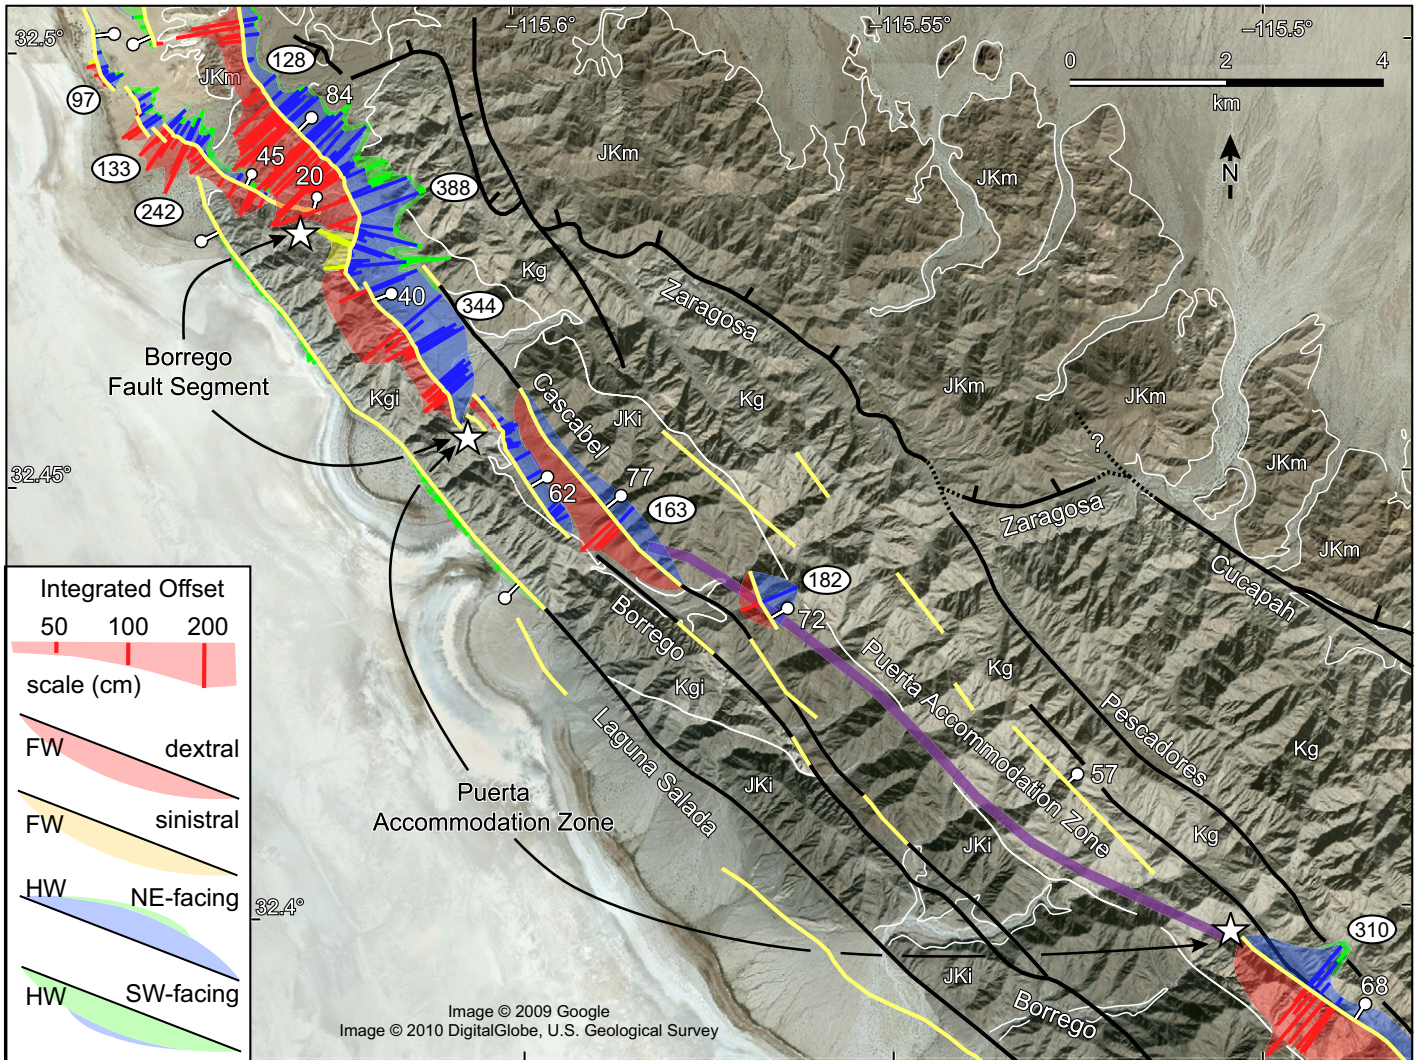 32.5°
–115.6°
–115.55°
–115.5°
0 2 4
km
N
128
JKm
84
97
45
20
133
388
242
JKm
JKm
Kg
40
344
Zaragosa
Borrego
Fault Segment
Kgi
Cascabel
JKi
Kg
JKm
JKm
?
JKm
32.45°
77
62
163
Zaragosa
JKm
Cucapah
182
72
Borrego
Kgi
Puerta Accommodation Zone
Kg
Pescadores
Kg
Laguna Salada
57
JKi
Kg
JKi
Puerta
Accommodation Zone
32.4°
310
JKi
68
Borrego
Integrated Offset
50 100 200
scale (cm)
FW dextral
FW sinistral
HW NE-facing
HW SW-facing
Image © 2009 Google
Image © 2010 DigitalGlobe, U.S. Geological Survey